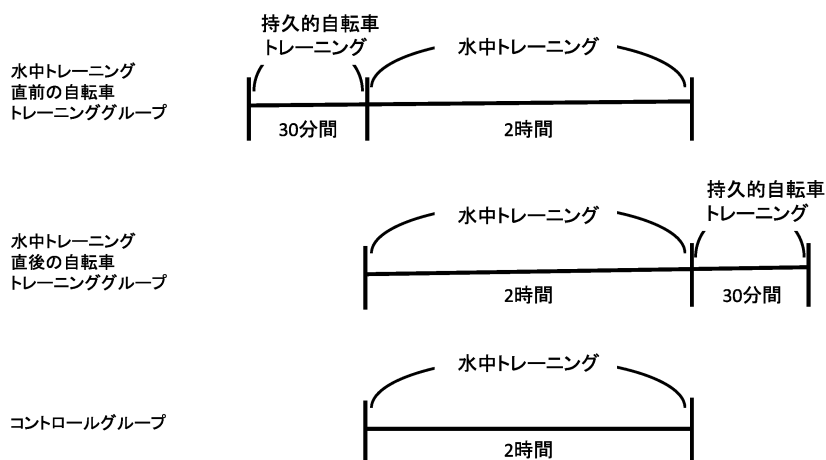 持久的自転車
トレーニング
水中トレーニング
水中トレーニング
直前の自転車
トレーニンググループ
30分間
2時間
持久的自転車
トレーニング
水中トレーニング
水中トレーニング
直後の自転車
トレーニンググループ
2時間
30分間
水中トレーニング
コントロールグループ
2時間